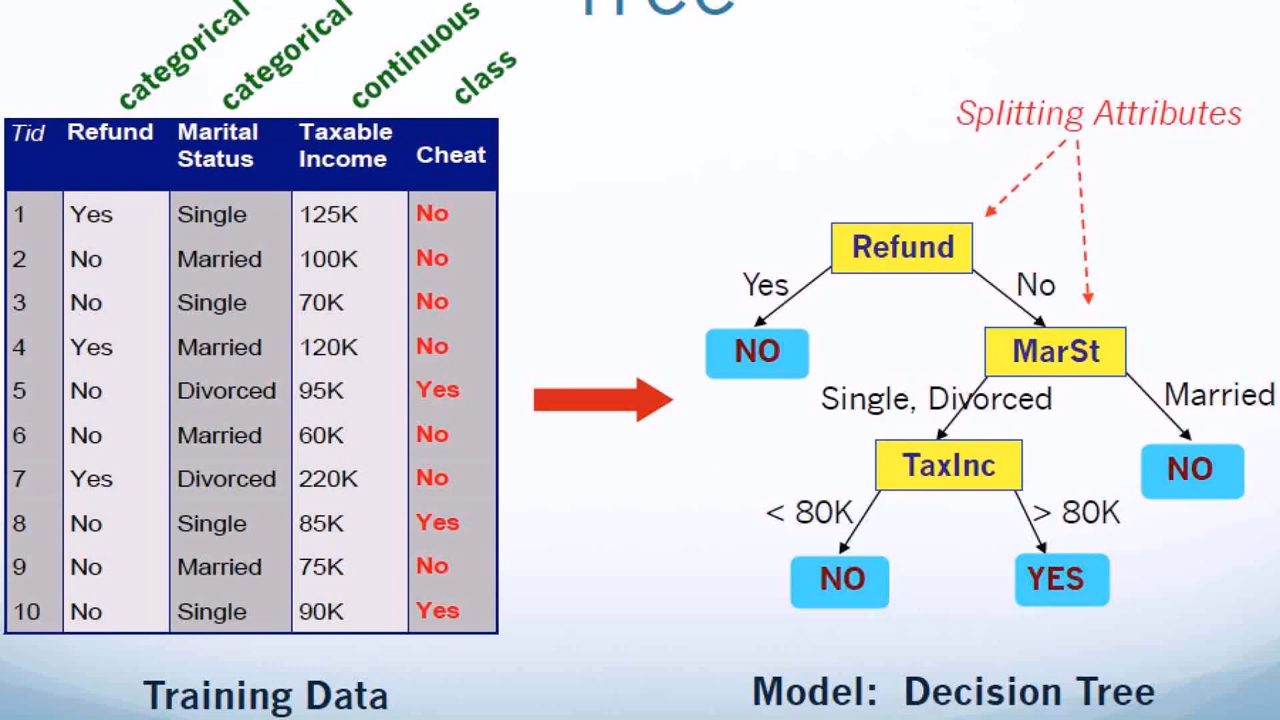 Tree
categorical
categorical
continuous
class
Tid Refund Marital Status Taxable Income Cheat
1 Yes Single 125K No
2 No Married 100K No
3 No Single 70K No
4 Yes Married 120K No
5 No Divorced 95K Yes
6 No Married 60K No
7 Yes Divorced 220K No
8 No Single 85K Yes
9 No Married 75K No
10 No Single 90K Yes
Training Data
Splitting Attributes
Refund
Yes No
NO MarSt
Single, Divorced Married
TaxInc NO
< 80K > 80K
NO YES
Model: Decision Tree